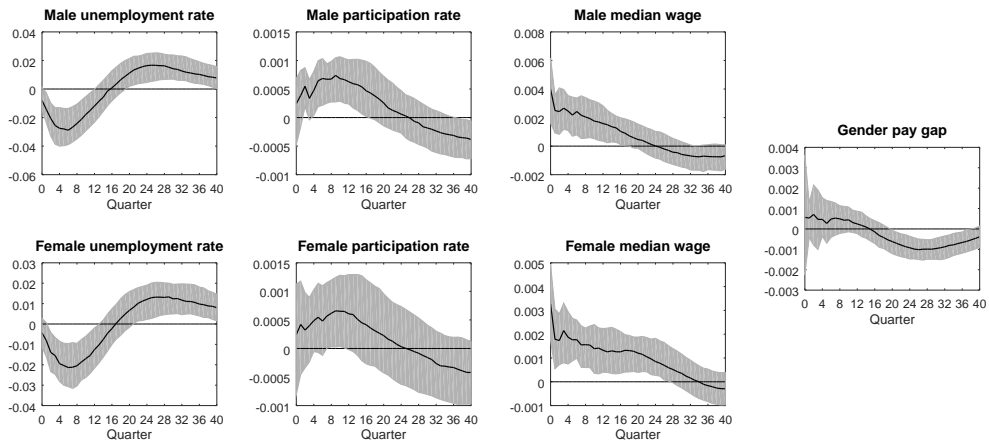 Male unemployment rate
0.04
0.02
0
-0.02
-0.04
-0.06
0 4 8 12 16 20 24 28 32 36 40
Quarter
Male participation rate
0.0015
0.001
0.0005
0
-0.0005
-0.001
0 4 8 12 16 20 24 28 32 36 40
Quarter
Male median wage
0.008
0.006
0.004
0.002
0
-0.002
0 4 8 12 16 20 24 28 32 36 40
Quarter
Gender pay gap
0.004
0.003
0.002
0.001
0
-0.001
-0.002
-0.003
0 4 8 12 16 20 24 28 32 36 40
Quarter
Female unemployment rate
0.03
0.02
0.01
0
-0.01
-0.02
-0.03
-0.04
0 4 8 12 16 20 24 28 32 36 40
Quarter
Female participation rate
0.0015
0.001
0.0005
0
-0.0005
-0.001
0 4 8 12 16 20 24 28 32 36 40
Quarter
Female median wage
0.005
0.004
0.003
0.002
0.001
0
-0.001
0 4 8 12 16 20 24 28 32 36 40
Quarter